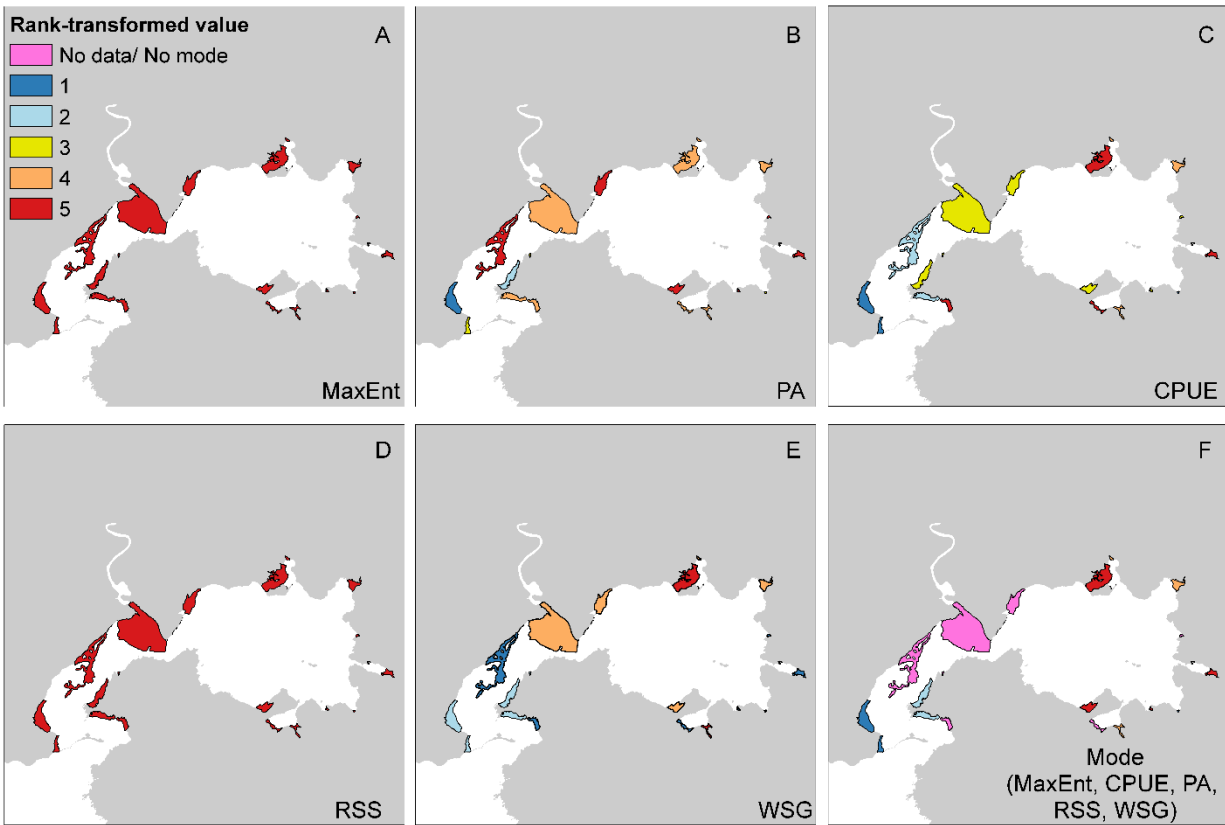 Rank-transformed value
No data/ No mode
1
2
3
4
5
A
MaxEnt
B
PA
C
CPUE
D
RSS
E
WSG
F
Mode
(MaxEnt, CPUE, PA,
RSS, WSG)